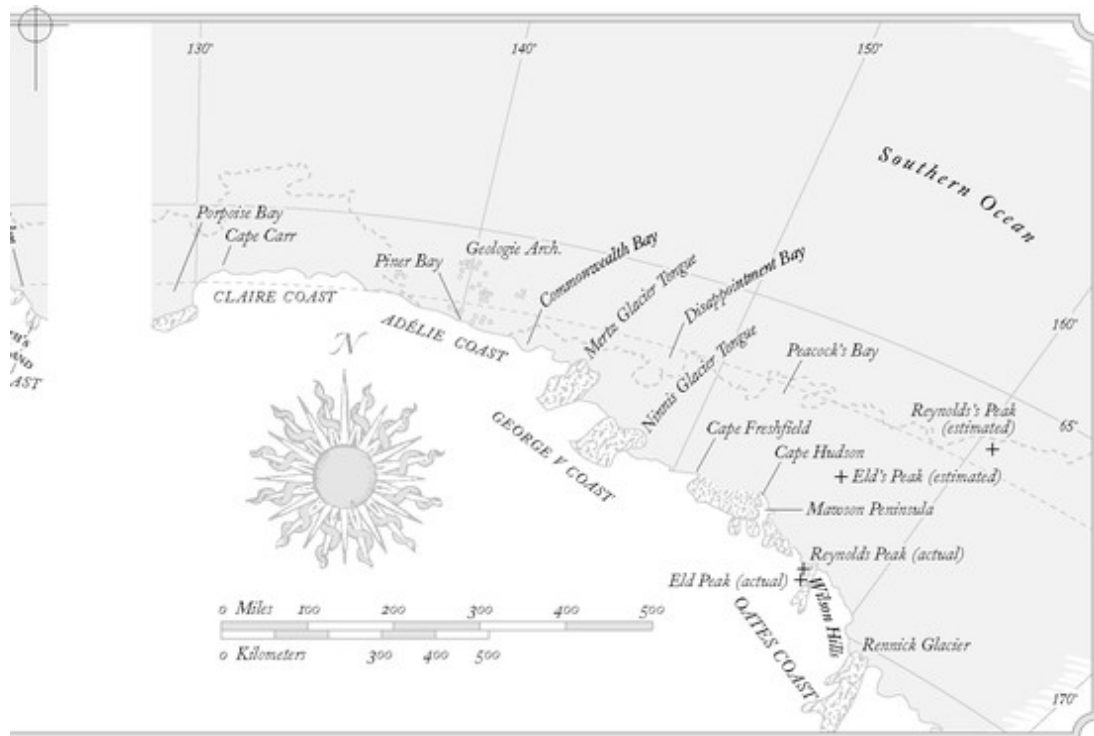 130°
140°
150°
Southern Ocean
Porpoise Bay
Cape Carr
Piner Bay
Geologie Arch.
Commonwealth Bay
Mertz Glacier Tongue
Disappointment Bay
Ninnis Glacier Tongue
Peacock's Bay
160°
CLAIRE COAST
ADÉLIE COAST
GEORGE V COAST
AST
N
Cape Freshfield
Cape Hudson
Reynolds's Peak
(estimated)
65°
Eld's Peak (estimated)
Mawson Peninsula
Reynolds Peak (actual)
Eld Peak (actual)
Wilson Hills
OATES COAST
Rennick Glacier
170°
0 Miles 100 200 300 400 500
0 Kilometers 300 400 500